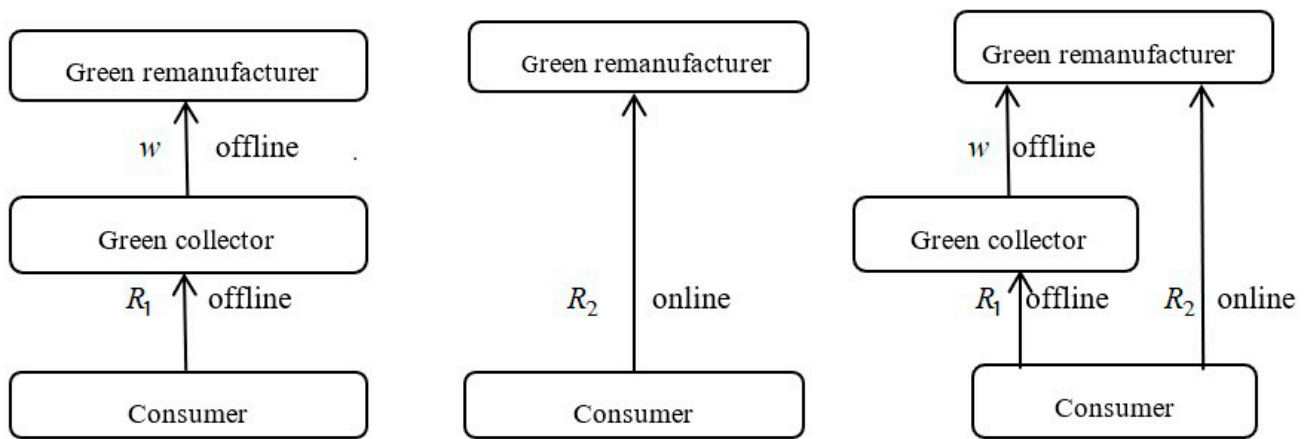 Green remanufacturer
w offline
Green collector
R1 offline
Consumer
Green remanufacturer
R2 online
Consumer
Green remanufacturer
w offline
Green collector
R1 offline R2 online
Consumer